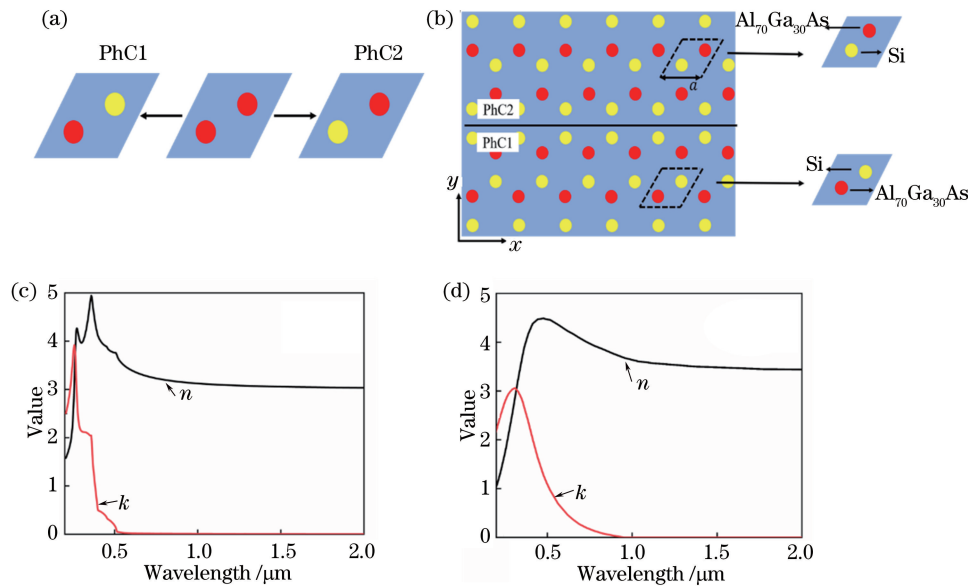 (a)
PhC1
PhC2
(b)
Al₇₀Ga₃₀As
Si
a
PhC2
PhC1
Si
Al₇₀Ga₃₀As
y
x
(c)
5
4
3
2
1
0
Value
n
k
0.5
1.0
1.5
2.0
Wavelength /μm
(d)
5
4
3
2
1
0
Value
n
k
0.5
1.0
1.5
2.0
Wavelength /μm